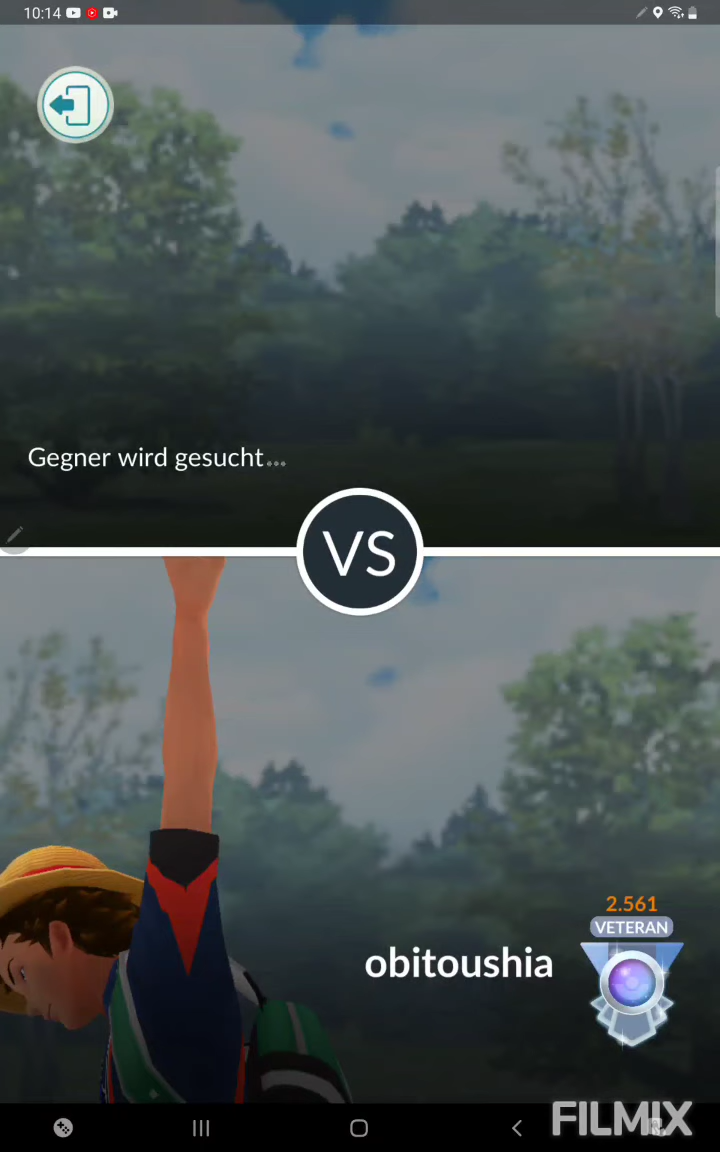 10:14
Gegner wird gesucht...
VS
2.561
VETERAN
obitoushia
FILMIX